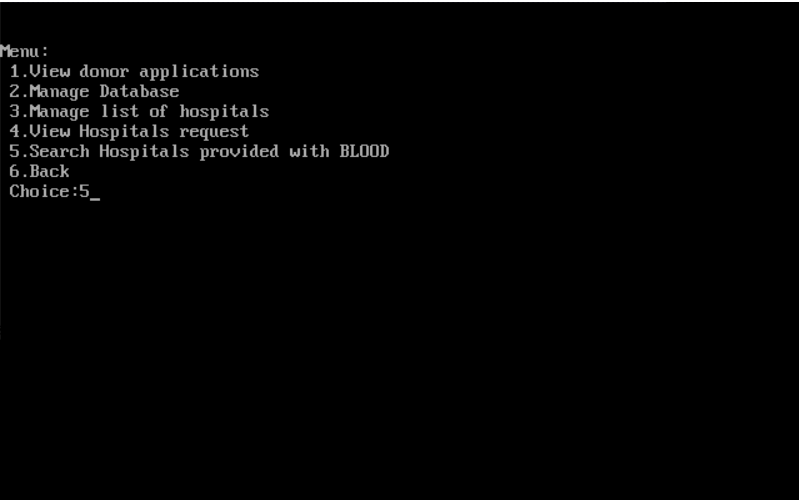 Menu:
1.View donor applications
2.Manage Database
3.Manage list of hospitals
4.View Hospitals request
5.Search Hospitals provided with BLOOD
6.Back
Choice:5_